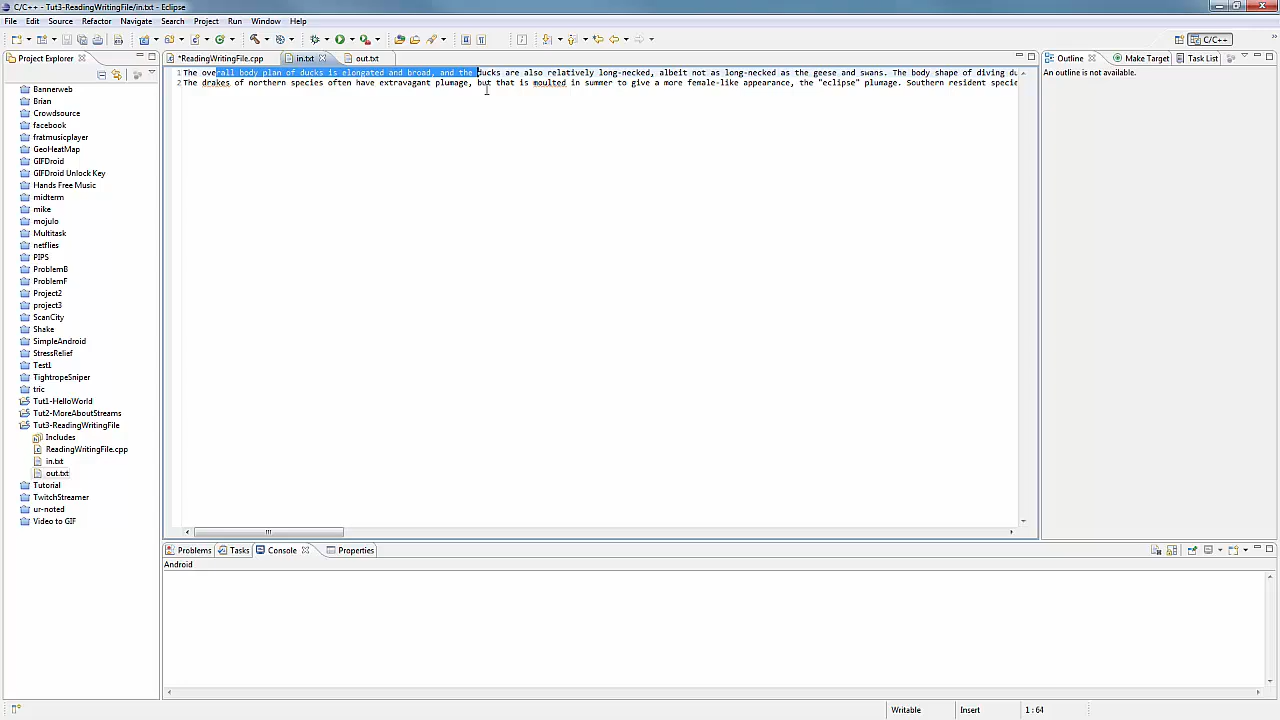 C/C++ - Tut3-ReadingWritingFile/in.txt - Eclipse
File Edit Source Refactor Navigate Search Project Run Window Help
C/C++
Project Explorer
*ReadingWritingFile.cpp in.txt out.txt
Outline Make Target Task List
An outline is not available.
1 The overall body plan of ducks is elongated and broad, and the ducks are also relatively long-necked, albeit not as long-necked as the geese and swans. The body shape of diving du
2 The drakes of northern species often have extravagant plumage, but that is moulted in summer to give a more female-like appearance, the "eclipse" plumage. Southern resident specie
Bannerweb
Brian
Crowdsource
facebook
fratmusicplayer
GeoHeatMap
GIFDroid
GIFDroid Unlock Key
Hands Free Music
midterm
mike
mojulo
Multitask
netflies
PIPS
ProblemB
ProblemF
Project2
project3
ScanCity
Shake
SimpleAndroid
StressRelief
Test1
TightropeSniper
tric
Tut1-HelloWorld
Tut2-MoreAboutStreams
Tut3-ReadingWritingFile
Includes
ReadingWritingFile.cpp
in.txt
out.txt
Tutorial
TwitchStreamer
ur-noted
Video to GIF
Problems Tasks Console Properties
Android
Writable Insert 1 : 64